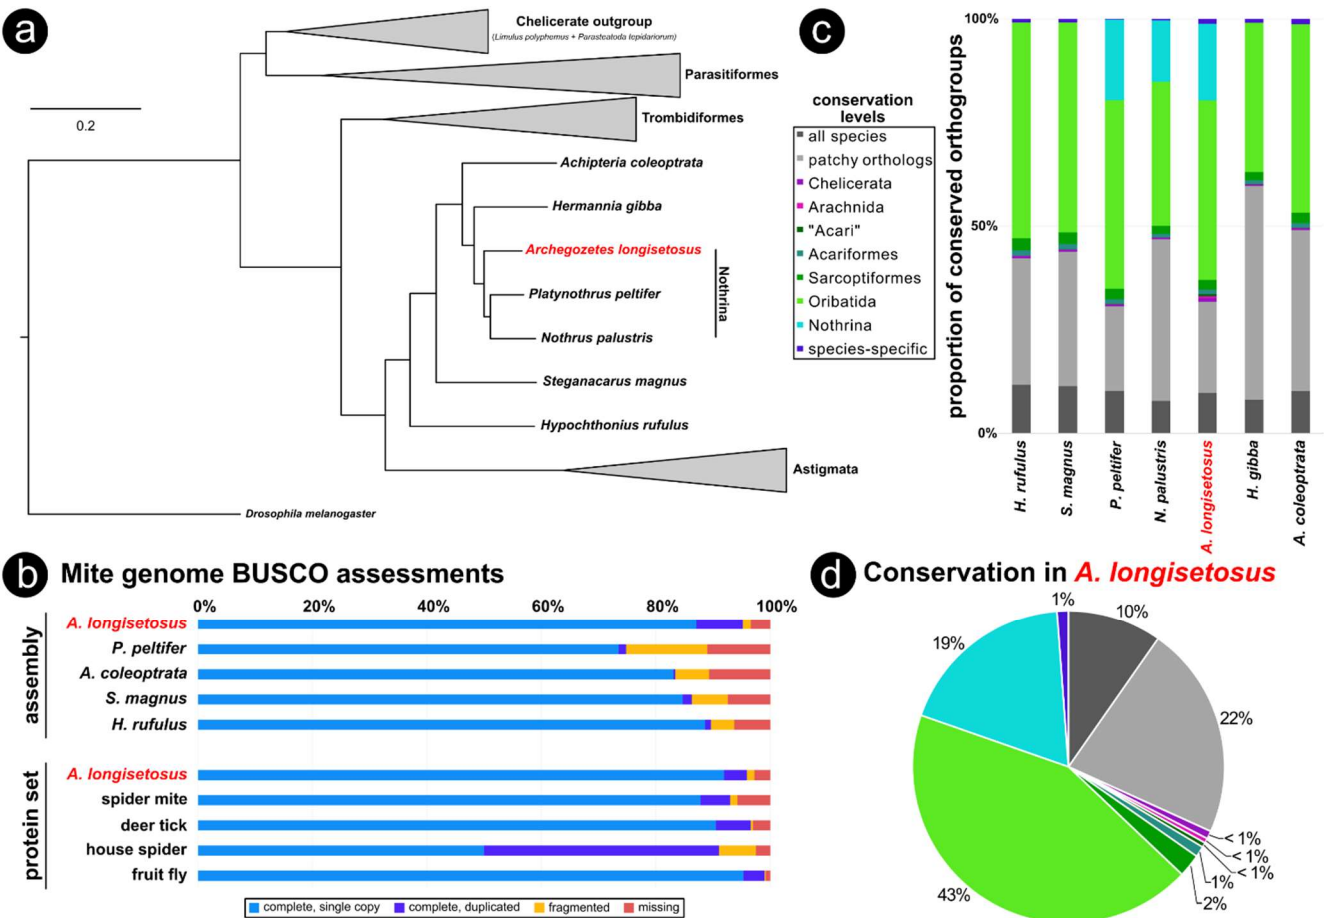 a
Chelicerate outgroup
(Limulus polyphemus + Parasteatoda tepidariorum)
Parasitiformes
0.2
Trombidiformes
Achipteria coleoptrata
Hermannia gibba
Archegozetes longisetosus
Platynothrus peltifer
Nothrus palustris
Nothrina
Steganacarus magnus
Hypochthonius rufulus
Astigmata
Drosophila melanogaster
c
conservation
levels
all species
patchy orthologs
Chelicerata
Arachnida
"Acari"
Acariformes
Sarcoptiformes
Oribatida
Nothrina
species-specific
proportion of conserved orthogroups
100%
50%
0%
H. rufulus
S. magnus
P. peltifer
N. palustris
A. longisetosus
H. gibba
A. coleoptrata
b Mite genome BUSCO assessments
0% 20% 40% 60% 80% 100%
assembly
A. longisetosus
P. peltifer
A. coleoptrata
S. magnus
H. rufulus
protein set
A. longisetosus
spider mite
deer tick
house spider
fruit fly
complete, single copy complete, duplicated fragmented missing
d Conservation in A. longisetosus
1%
10%
19%
22%
< 1%
< 1%
< 1%
1%
2%
43%